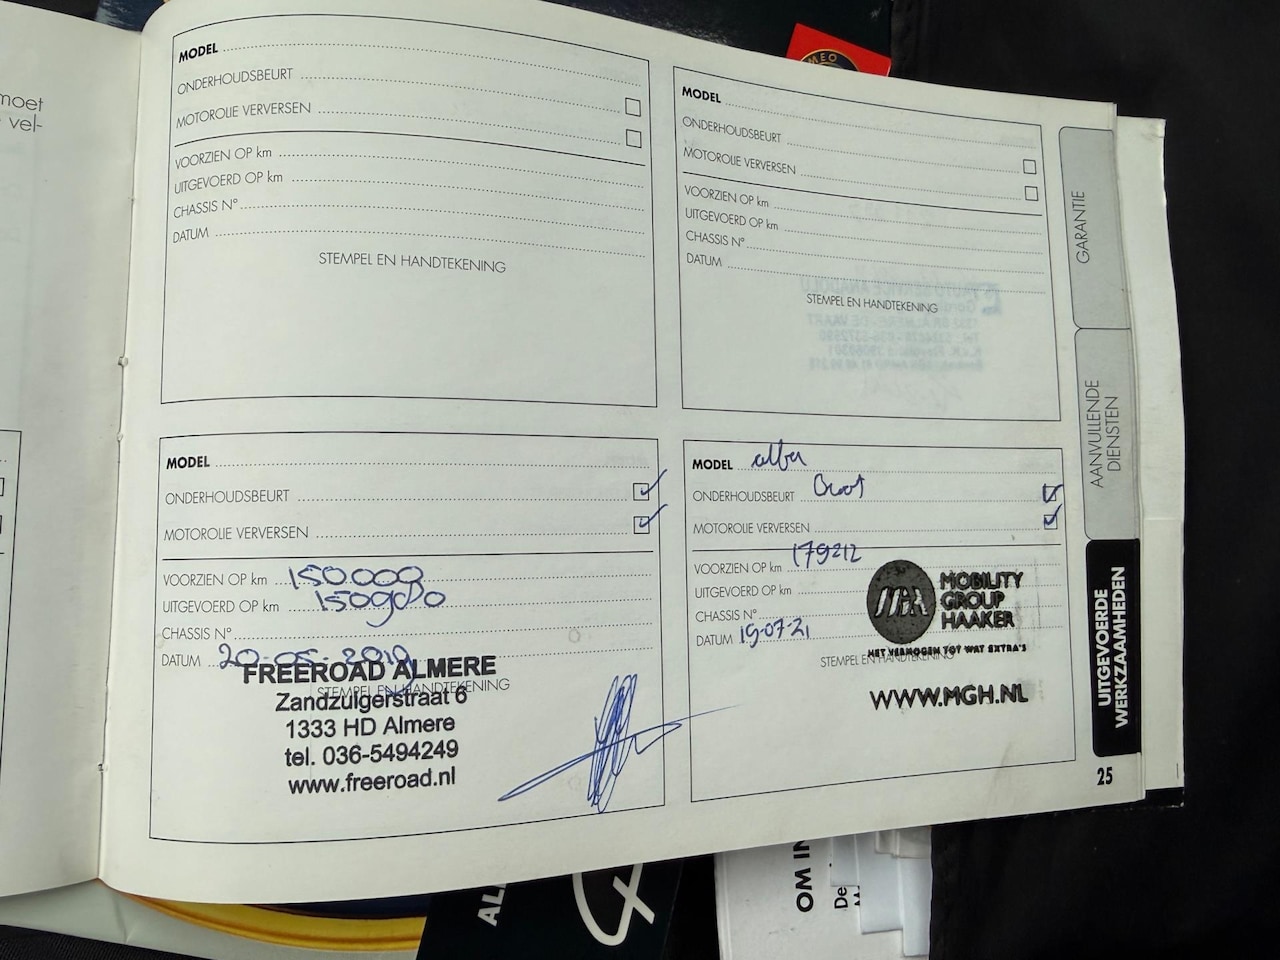 moet
vel-
MEO
MODEL
ONDERHOUDSBEURT
MOTOROLIE VERVERSEN
VOORZIEN OP km
UITGEVOERD OP km
CHASSIS N°
DATUM
STEMPEL EN HANDTEKENING
MODEL
ONDERHOUDSBEURT
MOTOROLIE VERVERSEN
VOORZIEN OP km
UITGEVOERD OP km
CHASSIS N°
DATUM
STEMPEL EN HANDTEKENING
MODEL
ONDERHOUDSBEURT
MOTOROLIE VERVERSEN
VOORZIEN OP km 150.000
UITGEVOERD OP km
CHASSIS N°
DATUM 20-05-2019
STEMPEL EN HANDTEKENING
FREEROAD ALMERE
Zandzuigerstraat 6
1333 HD Almere
tel. 036-5494249
www.freeroad.nl
MODEL
ONDERHOUDSBEURT Groot
MOTOROLIE VERVERSEN
VOORZIEN OP km 179212
UITGEVOERD OP km
CHASSIS N°
DATUM 19-07-21
STEMPEL EN HANDTEKENING
MOBILITY
GROUP
HAAKER
HET VERMOGEN TOT WAT EXTRA'S
WWW.MGH.NL
GARANTIE
AANVULLENDE
DIENSTEN
UITGEVOERDE
WERKZAAMHEDEN
25
OM IN
De